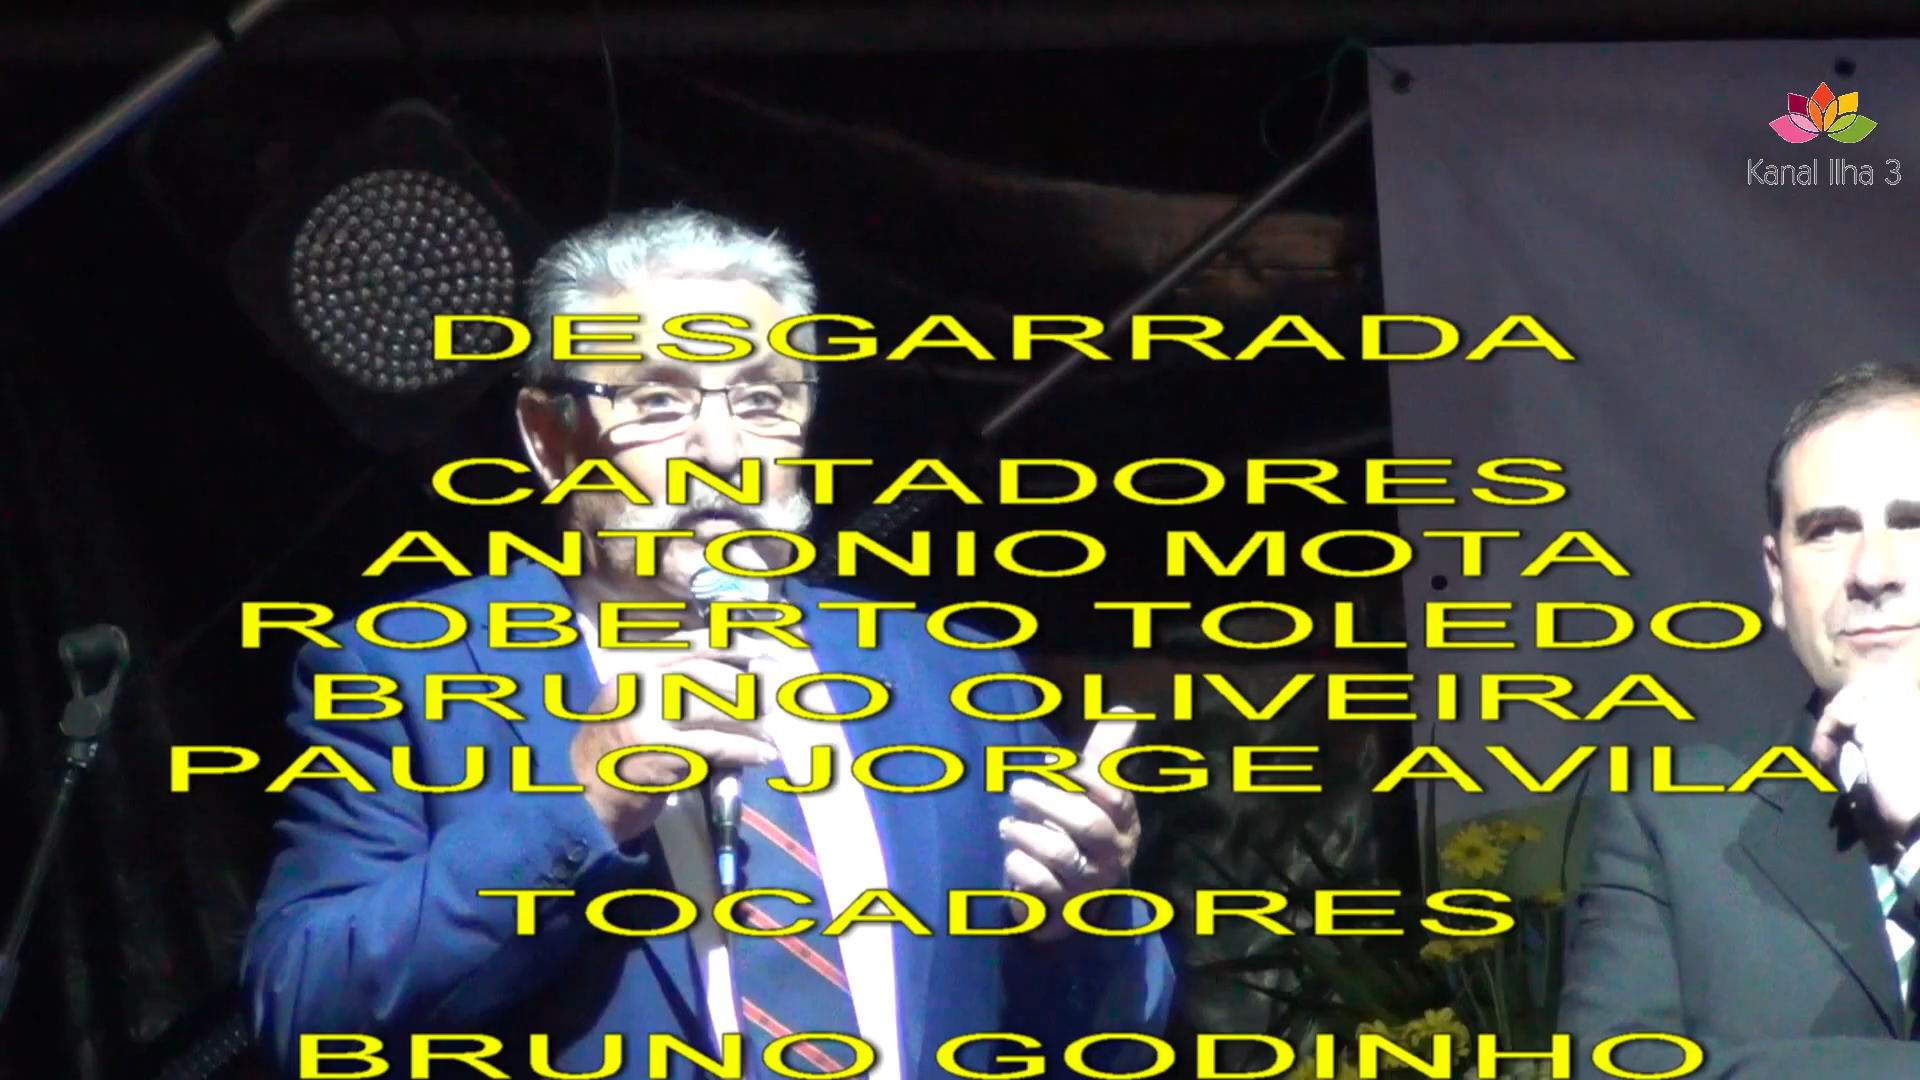 Kanal Ilha 3
DESGARRADA
CANTADORES
ANTONIO MOTA
ROBERTO TOLEDO
BRUNO OLIVEIRA
PAULO JORGE AVILA
TOCADORES
BRUNO GODINHO